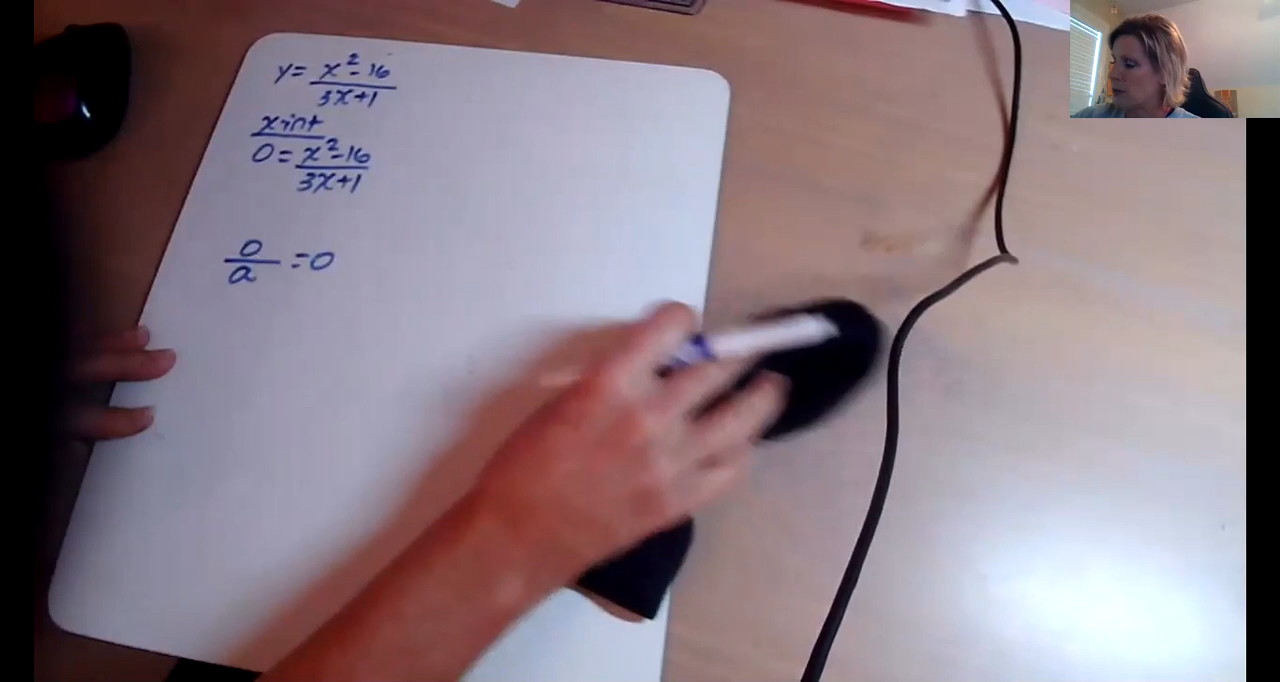 y = x² - 16 / 3x+1
x int
0 = x² - 16 / 3x+1
0 / a = 0